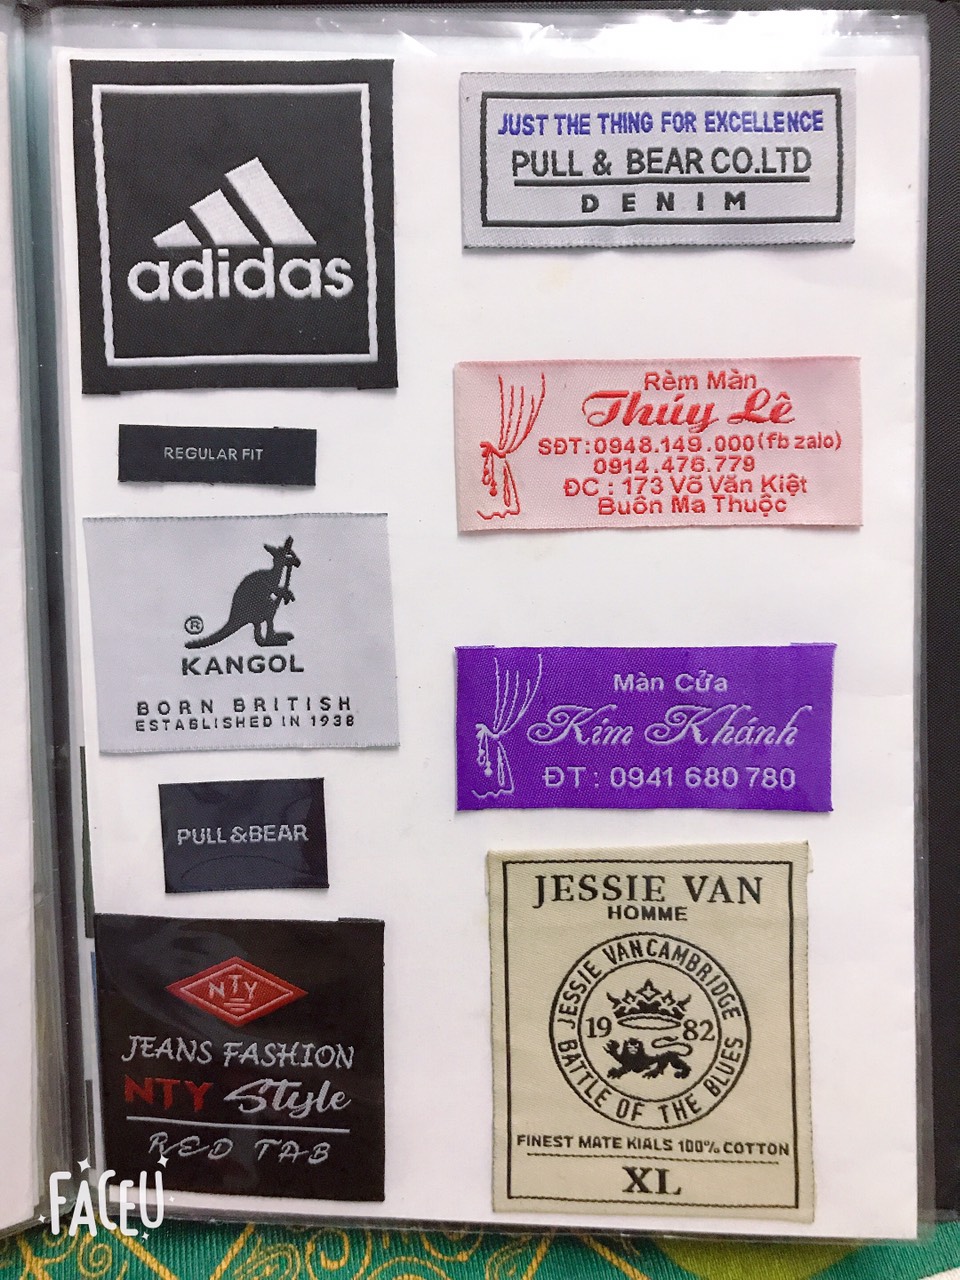 adidas
REGULAR FIT
®
KANGOL
BORN BRITISH
ESTABLISHED IN 1938
PULL&BEAR
NTY
JEANS FASHION
NTY Style
RED TAB
JUST THE THING FOR EXCELLENCE
PULL & BEAR CO.LTD
DENIM
Rèm Màn
Thúy Lê
SĐT:0948.149.000(fb zalo)
0914.476.779
ĐC : 173 Võ Văn Kiệt
Buôn Ma Thuộc
Màn Cửa
Kim Khánh
ĐT : 0941 680 780
JESSIE VAN
HOMME
JESSIE VANCAMBRIDGE
19 82
BATTLE OF THE BLUES
FINEST MATE KIALS 100% COTTON
XL
FACEU